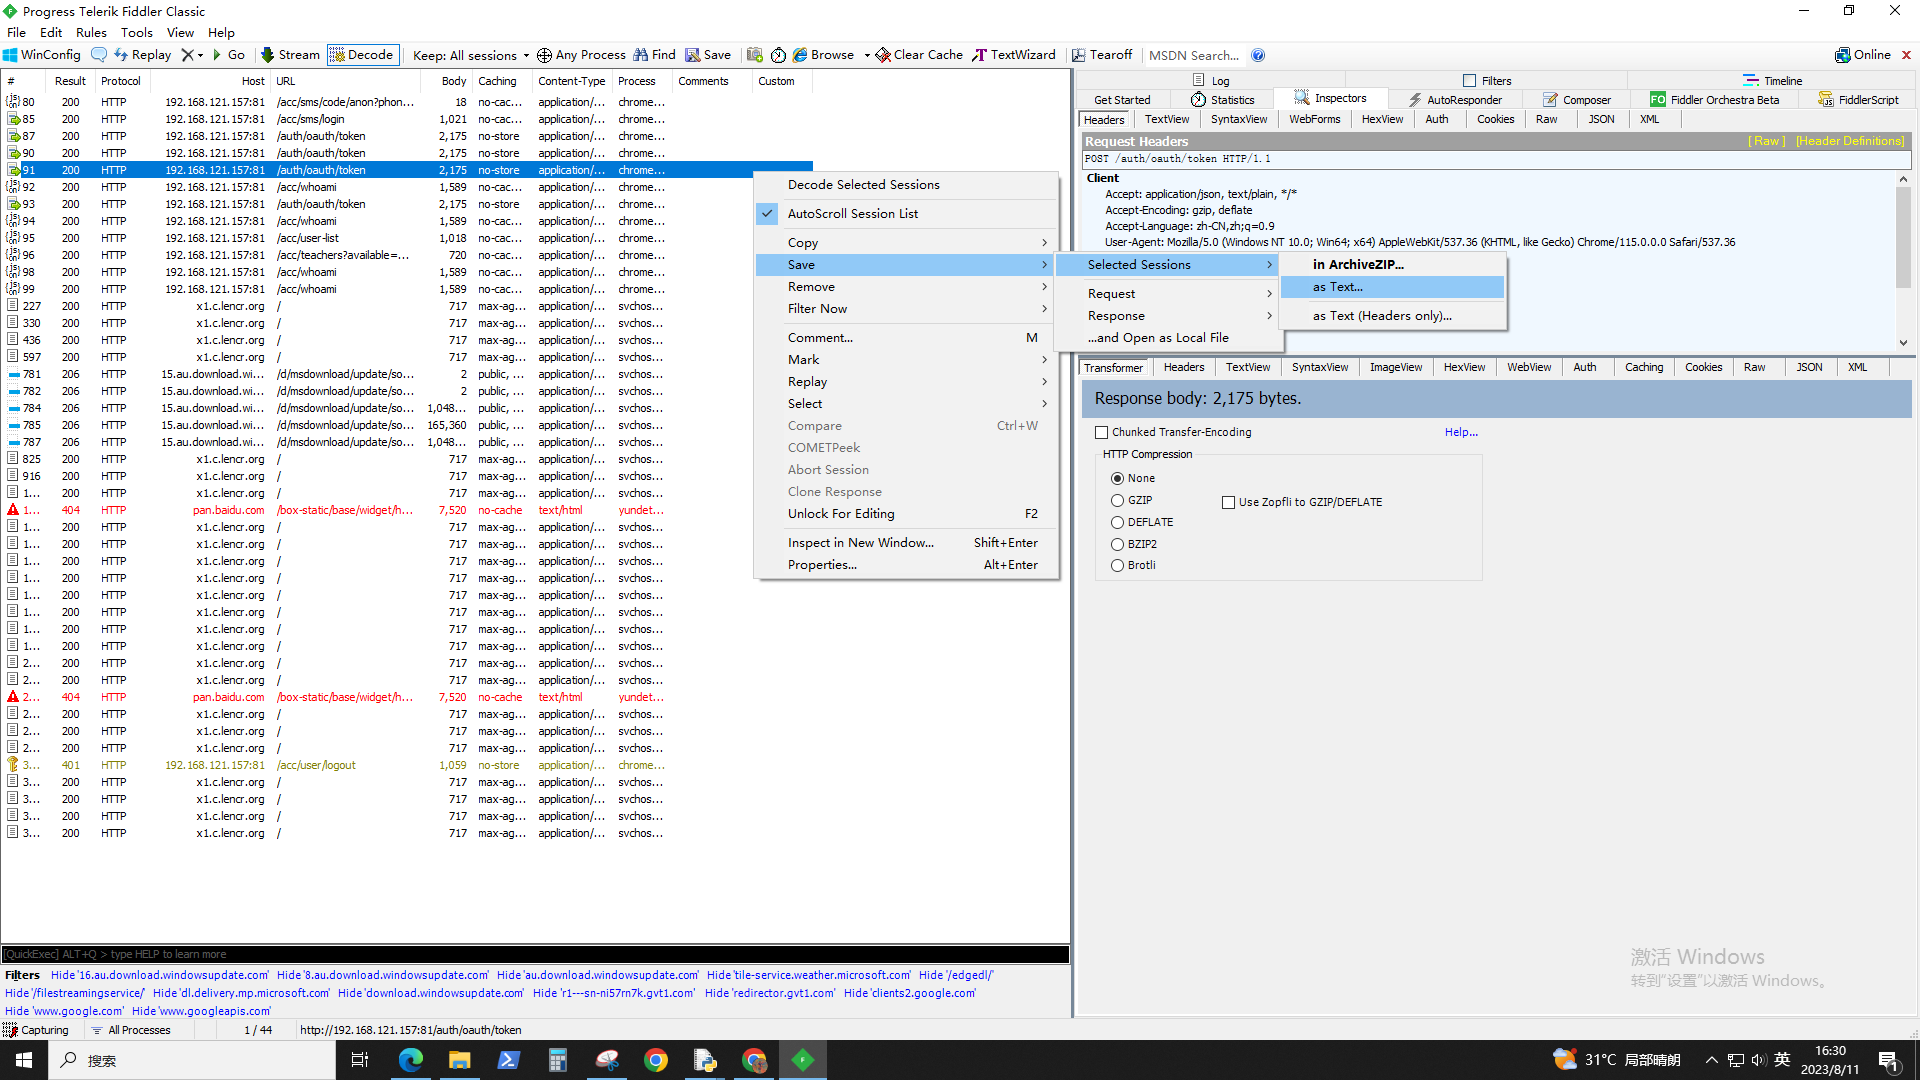 Progress Telerik Fiddler Classic
File Edit Rules Tools View Help
WinConfig Replay Go Stream Decode Keep: All sessions Any Process Find Save Browse Clear Cache TextWizard Tearoff MSDN Search... Online
# Result Protocol Host URL Body Caching Content-Type Process Comments Custom
80 200 HTTP 192.168.121.157:81 /acc/sms/code/anon?phon... 18 no-cac... application/... chrome...
85 200 HTTP 192.168.121.157:81 /acc/sms/login 1,021 no-cac... application/... chrome...
87 200 HTTP 192.168.121.157:81 /auth/oauth/token 2,175 no-store application/... chrome...
90 200 HTTP 192.168.121.157:81 /auth/oauth/token 2,175 no-store application/... chrome...
91 200 HTTP 192.168.121.157:81 /auth/oauth/token 2,175 no-store application/... chrome...
92 200 HTTP 192.168.121.157:81 /acc/whoami 1,589 no-cac... application/... chrome...
93 200 HTTP 192.168.121.157:81 /auth/oauth/token 2,175 no-store application/... chrome...
94 200 HTTP 192.168.121.157:81 /acc/whoami 1,589 no-cac... application/... chrome...
95 200 HTTP 192.168.121.157:81 /acc/user-list 1,018 no-cac... application/... chrome...
96 200 HTTP 192.168.121.157:81 /acc/teachers?available=... 720 no-cac... application/... chrome...
98 200 HTTP 192.168.121.157:81 /acc/whoami 1,589 no-cac... application/... chrome...
99 200 HTTP 192.168.121.157:81 /acc/whoami 1,589 no-cac... application/... chrome...
227 200 HTTP x1.c.lencr.org / 717 max-ag... application/... svchos...
330 200 HTTP x1.c.lencr.org / 717 max-ag... application/... svchos...
436 200 HTTP x1.c.lencr.org / 717 max-ag... application/... svchos...
597 200 HTTP x1.c.lencr.org / 717 max-ag... application/... svchos...
781 206 HTTP 15.au.download.wi... /d/msdownload/update/so... 2 public, ... application/... svchos...
782 206 HTTP 15.au.download.wi... /d/msdownload/update/so... 2 public, ... application/... svchos...
784 206 HTTP 15.au.download.wi... /d/msdownload/update/so... 1,048... public, ... application/... svchos...
785 206 HTTP 15.au.download.wi... /d/msdownload/update/so... 165,360 public, ... application/... svchos...
787 206 HTTP 15.au.download.wi... /d/msdownload/update/so... 1,048... public, ... application/... svchos...
825 200 HTTP x1.c.lencr.org / 717 max-ag... application/... svchos...
916 200 HTTP x1.c.lencr.org / 717 max-ag... application/... svchos...
1... 200 HTTP x1.c.lencr.org / 717 max-ag... application/... svchos...
1... 404 HTTP pan.baidu.com /box-static/base/widget/h... 7,520 no-cache text/html yundet...
1... 200 HTTP x1.c.lencr.org / 717 max-ag... application/... svchos...
1... 200 HTTP x1.c.lencr.org / 717 max-ag... application/... svchos...
1... 200 HTTP x1.c.lencr.org / 717 max-ag... application/... svchos...
1... 200 HTTP x1.c.lencr.org / 717 max-ag... application/... svchos...
1... 200 HTTP x1.c.lencr.org / 717 max-ag... application/... svchos...
1... 200 HTTP x1.c.lencr.org / 717 max-ag... application/... svchos...
1... 200 HTTP x1.c.lencr.org / 717 max-ag... application/... svchos...
1... 200 HTTP x1.c.lencr.org / 717 max-ag... application/... svchos...
2... 200 HTTP x1.c.lencr.org / 717 max-ag... application/... svchos...
2... 200 HTTP x1.c.lencr.org / 717 max-ag... application/... svchos...
2... 404 HTTP pan.baidu.com /box-static/base/widget/h... 7,520 no-cache text/html yundet...
2... 200 HTTP x1.c.lencr.org / 717 max-ag... application/... svchos...
2... 200 HTTP x1.c.lencr.org / 717 max-ag... application/... svchos...
2... 200 HTTP x1.c.lencr.org / 717 max-ag... application/... svchos...
3... 401 HTTP 192.168.121.157:81 /acc/user/logout 1,059 no-store application/... chrome...
3... 200 HTTP x1.c.lencr.org / 717 max-ag... application/... svchos...
3... 200 HTTP x1.c.lencr.org / 717 max-ag... application/... svchos...
3... 200 HTTP x1.c.lencr.org / 717 max-ag... application/... svchos...
3... 200 HTTP x1.c.lencr.org / 717 max-ag... application/... svchos...
Decode Selected Sessions
AutoScroll Session List
Copy
Save
Remove
Filter Now
Comment... M
Mark
Replay
Select
Compare Ctrl+W
COMETPeek
Abort Session
Clone Response
Unlock For Editing F2
Inspect in New Window... Shift+Enter
Properties... Alt+Enter
Selected Sessions
Request
Response
...and Open as Local File
in ArchiveZIP...
as Text...
as Text (Headers only)...
Log Filters Timeline
Get Started Statistics Inspectors AutoResponder Composer FO Fiddler Orchestra Beta FiddlerScript
Headers TextView SyntaxView WebForms HexView Auth Cookies Raw JSON XML
Request Headers [ Raw ] [Header Definitions]
POST /auth/oauth/token HTTP/1.1
Client
Accept: application/json, text/plain, */*
Accept-Encoding: gzip, deflate
Accept-Language: zh-CN,zh;q=0.9
User-Agent: Mozilla/5.0 (Windows NT 10.0; Win64; x64) AppleWebKit/537.36 (KHTML, like Gecko) Chrome/115.0.0.0 Safari/537.36
Transformer Headers TextView SyntaxView ImageView HexView WebView Auth Caching Cookies Raw JSON XML
Response body: 2,175 bytes.
Chunked Transfer-Encoding Help...
HTTP Compression
None
GZIP Use Zopfli to GZIP/DEFLATE
DEFLATE
BZIP2
Brotli
激活 Windows
转到“设置”以激活 Windows。
[QuickExec] ALT+Q > type HELP to learn more
Filters Hide '16.au.download.windowsupdate.com' Hide '8.au.download.windowsupdate.com' Hide 'au.download.windowsupdate.com' Hide 'tile-service.weather.microsoft.com' Hide '/edgedl/'
Hide '/filestreamingservice/' Hide 'dl.delivery.mp.microsoft.com' Hide 'download.windowsupdate.com' Hide 'r1---sn-ni57rn7k.gvt1.com' Hide 'redirector.gvt1.com' Hide 'clients2.google.com'
Hide 'www.google.com' Hide 'www.googleapis.com'
Capturing All Processes 1 / 44 http://192.168.121.157:81/auth/oauth/token
搜索
31°C 局部晴朗 英 16:30
2023/8/11 1